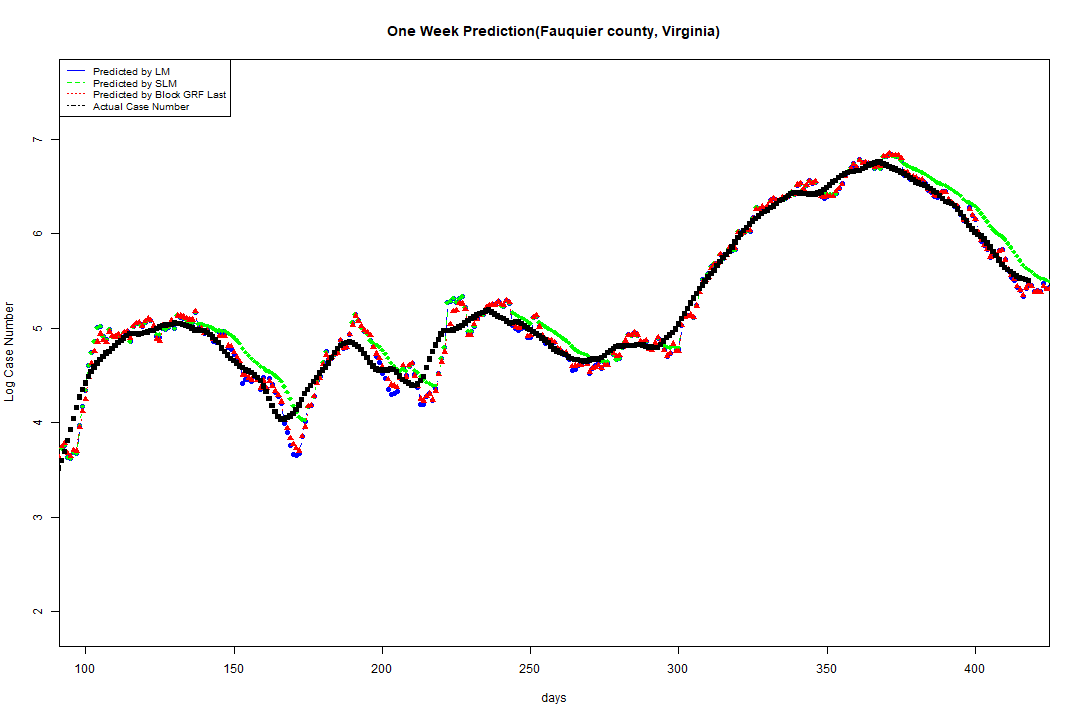 One Week Prediction(Fauquier county, Virginia)
Predicted by LM
Predicted by SLM
Predicted by Block GRF Last
Actual Case Number
7
6
5
4
3
2
Log Case Number
100 150 200 250 300 350 400
days